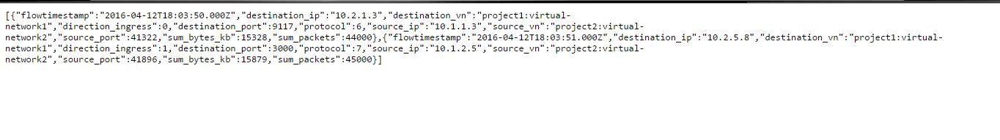 [{"flowtimestamp":"2016-04-12T18:03:50.000Z","destination_ip":"10.2.1.3","destination_vn":"project1:virtual-
network1","direction_ingress":0,"destination_port":9117,"protocol":6,"source_ip":"10.1.1.3","source_vn":"project2:virtual-
network2","source_port":41322,"sum_bytes_kb":15328,"sum_packets":44000},{"flowtimestamp":"2016-04-12T18:03:51.000Z","destination_ip":"10.2.5.8","destination_vn":"project1:virtual-
network1","direction_ingress":1,"destination_port":3000,"protocol":7,"source_ip":"10.1.2.5","source_vn":"project2:virtual-
network2","source_port":41896,"sum_bytes_kb":15879,"sum_packets":45000}]